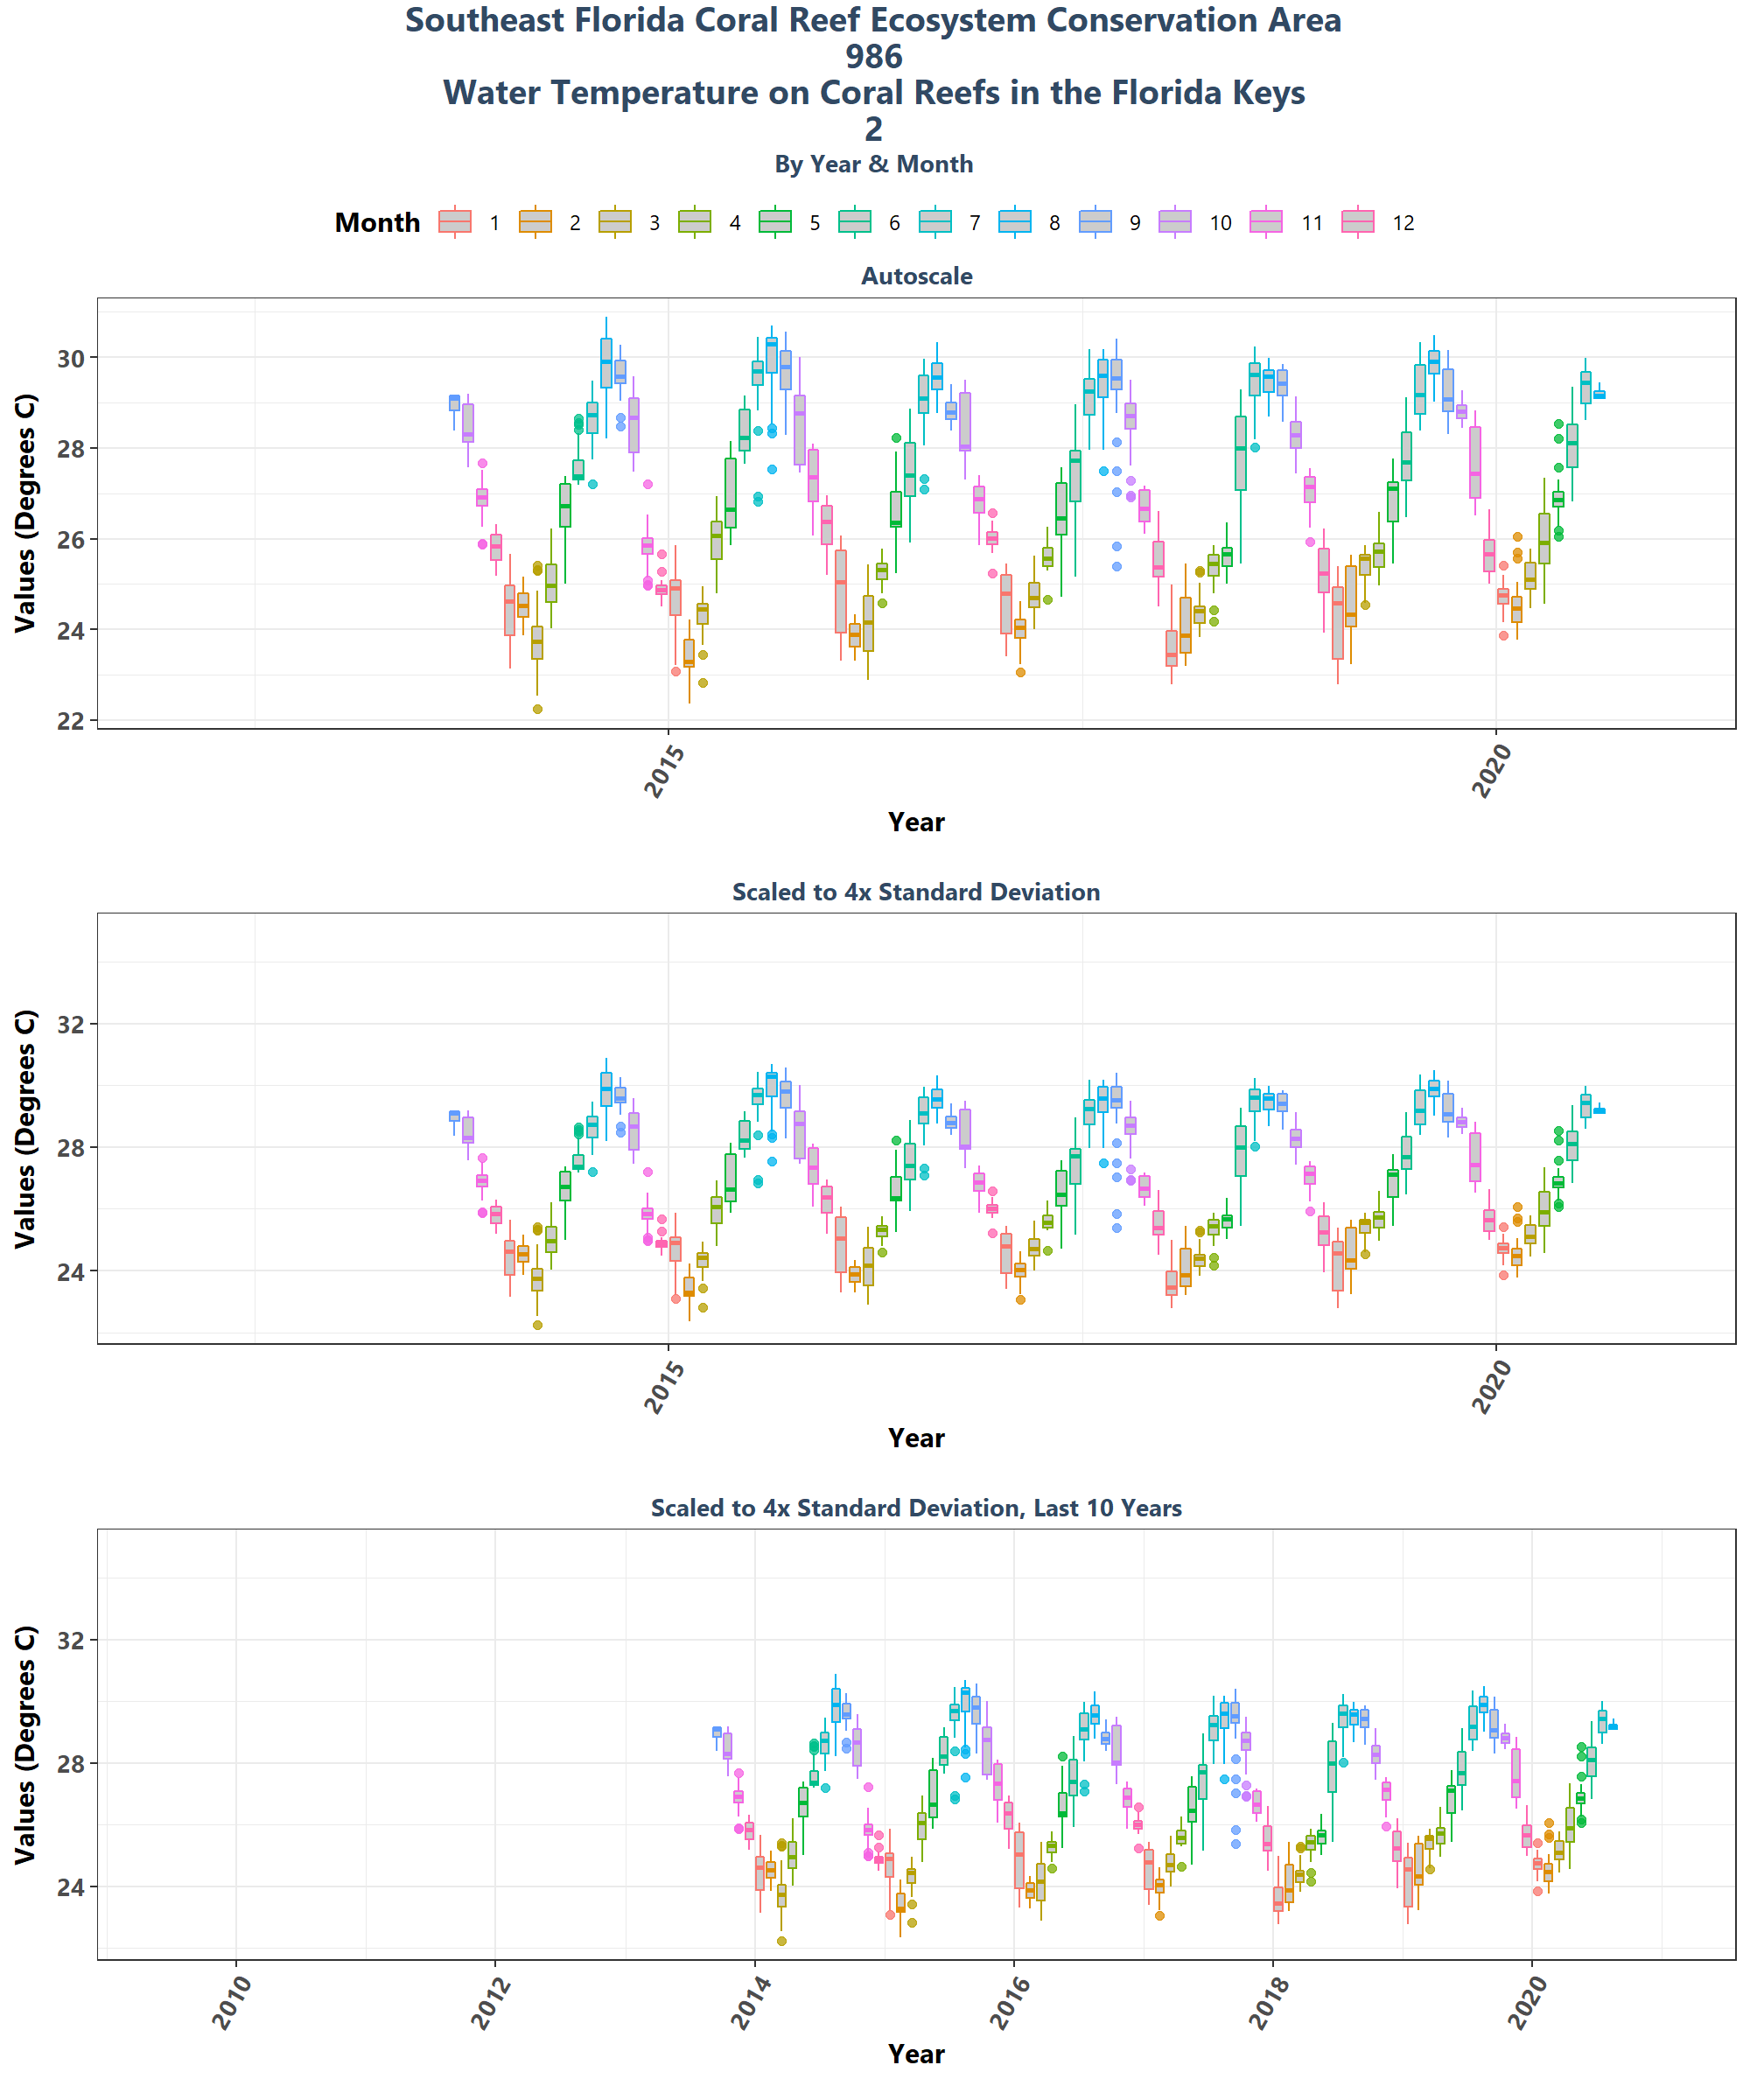 Southeast Florida Coral Reef Ecosystem Conservation Area
986
Water Temperature on Coral Reefs in the Florida Keys
2
By Year & Month
Month 1 2 3 4 5 6 7 8 9 10 11 12
Autoscale
Values (Degrees C)
30
28
26
24
22
2015 2020
Year
Scaled to 4x Standard Deviation
Values (Degrees C)
32
28
24
2015 2020
Year
Scaled to 4x Standard Deviation, Last 10 Years
Values (Degrees C)
32
28
24
2010 2012 2014 2016 2018 2020
Year